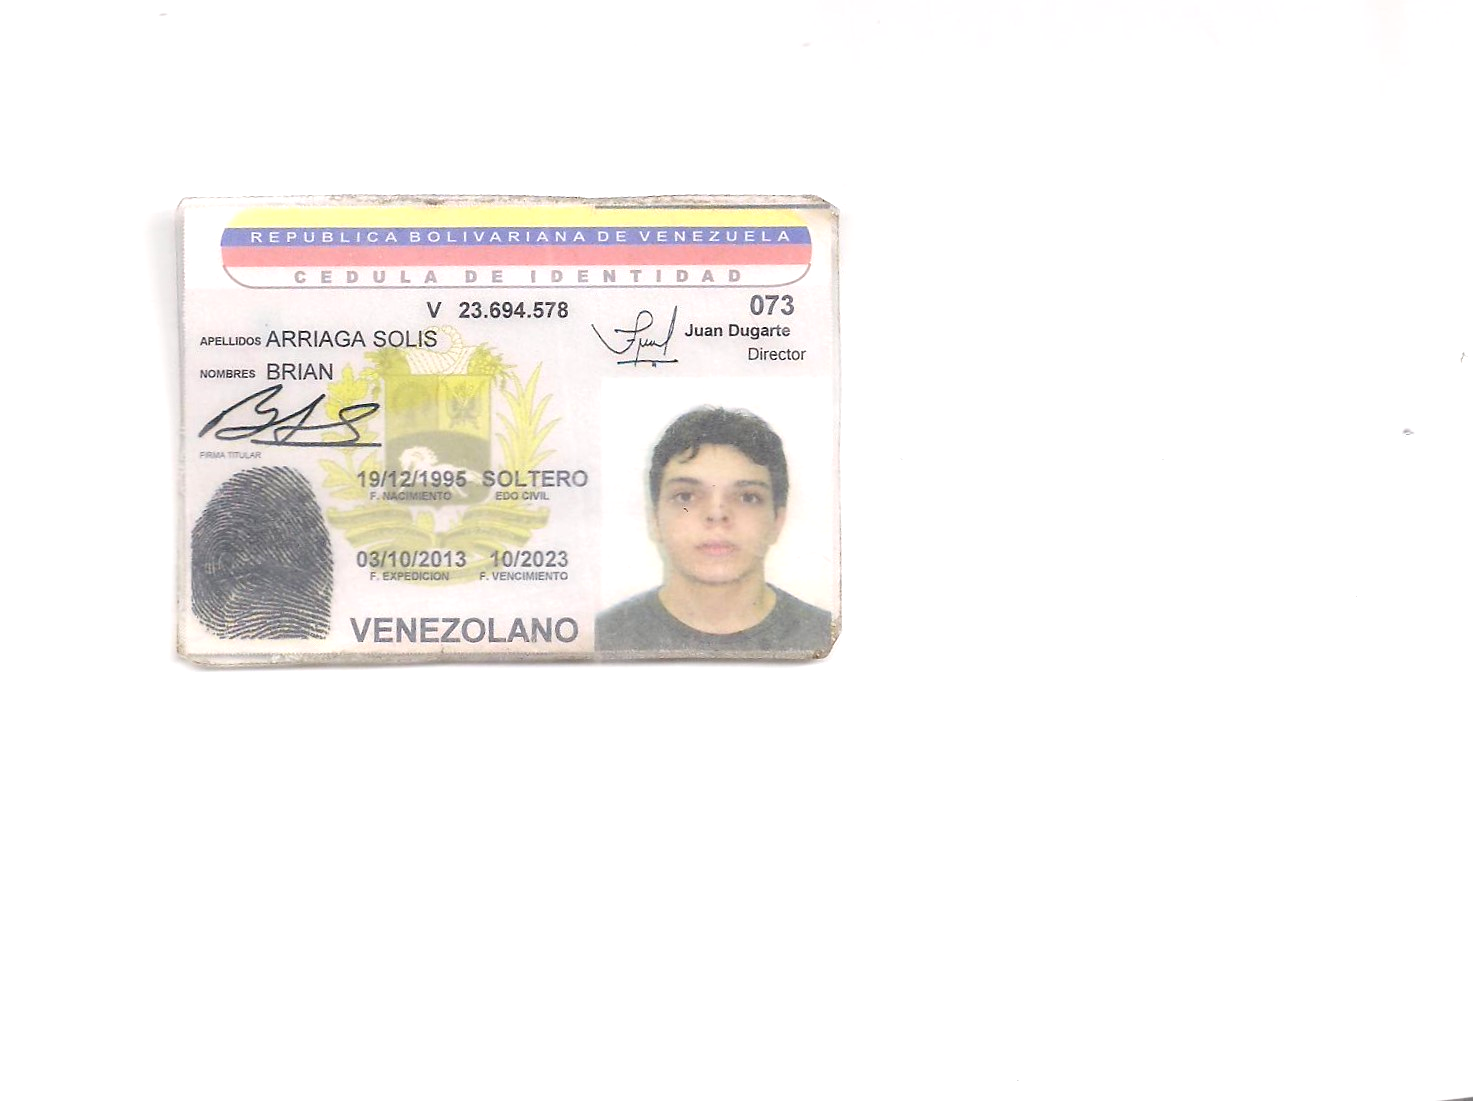 REPUBLICA BOLIVARIANA DE VENEZUELA
CEDULA DE IDENTIDAD
V 23.694.578
073
Juan Dugarte
Director
APELLIDOS ARRIAGA SOLIS
NOMBRES BRIAN
FIRMA TITULAR
19/12/1995 SOLTERO
F. NACIMIENTO EDO CIVIL
03/10/2013 10/2023
F. EXPEDICION F. VENCIMIENTO
VENEZOLANO